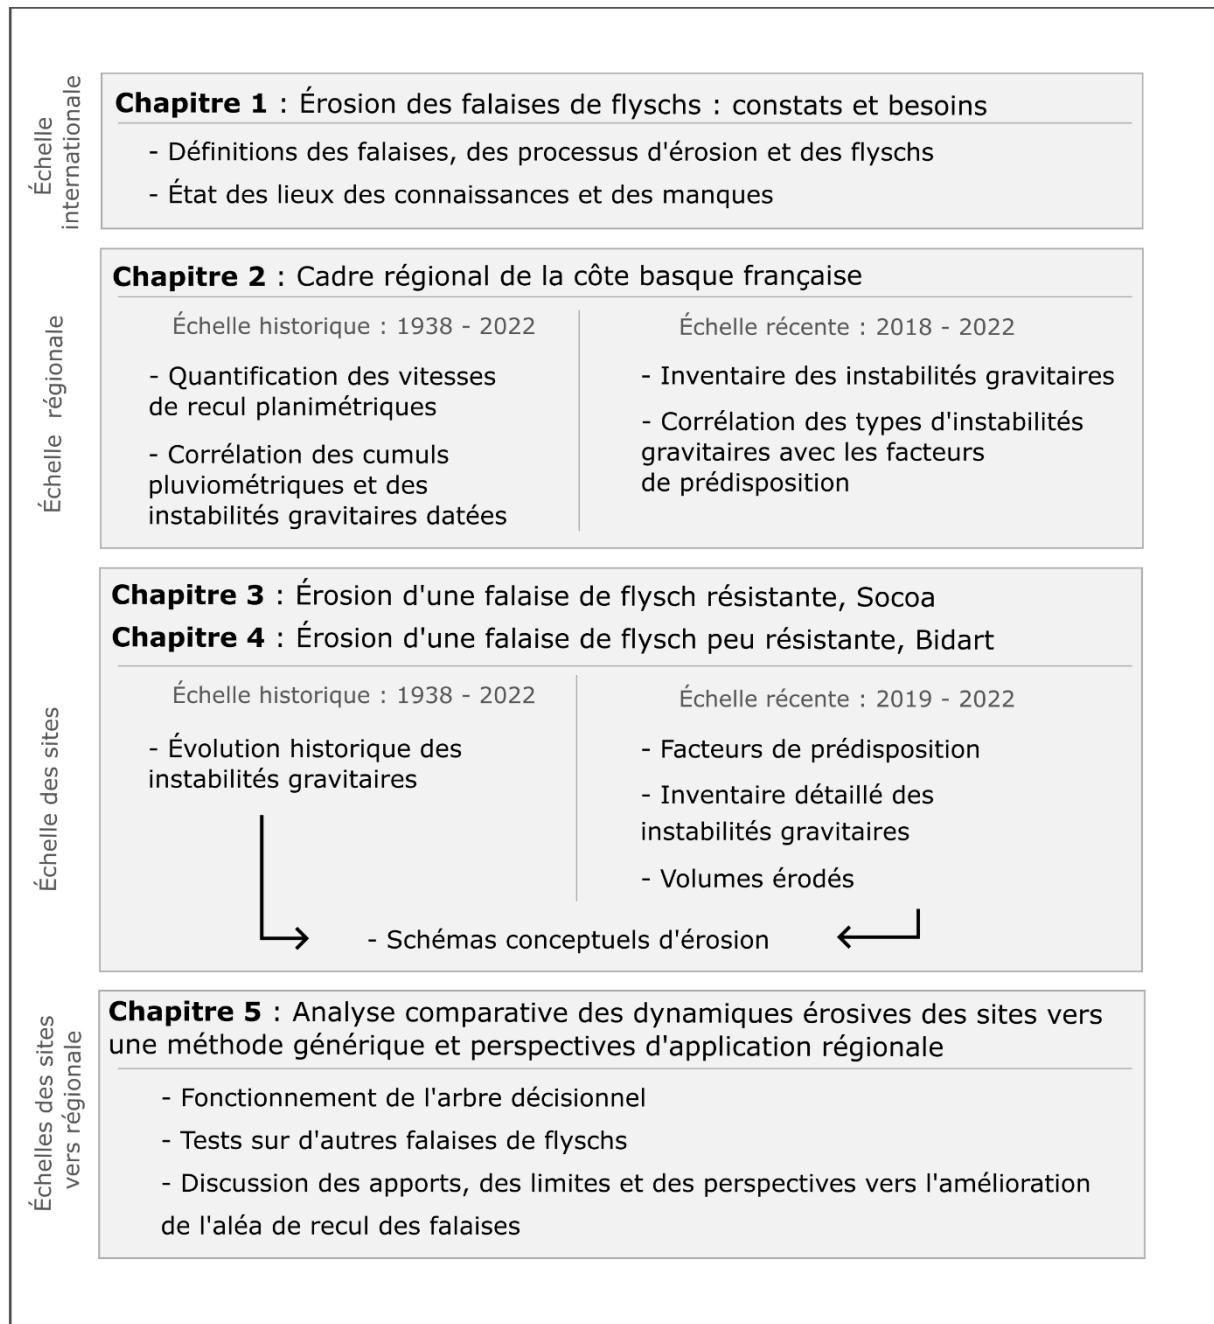 Échelle
internationale
Chapitre 1 : Érosion des falaises de flyschs : constats et besoins
- Définitions des falaises, des processus d'érosion et des flyschs
- État des lieux des connaissances et des manques
Échelle régionale
Chapitre 2 : Cadre régional de la côte basque française
Échelle historique : 1938 - 2022
- Quantification des vitesses
de recul planimétriques
- Corrélation des cumuls
pluviométriques et des
instabilités gravitaires datées
Échelle récente : 2018 - 2022
- Inventaire des instabilités gravitaires
- Corrélation des types d'instabilités
gravitaires avec les facteurs
de prédisposition
Échelle des sites
Chapitre 3 : Érosion d'une falaise de flysch résistante, Socoa
Chapitre 4 : Érosion d'une falaise de flysch peu résistante, Bidart
Échelle historique : 1938 - 2022
- Évolution historique des
instabilités gravitaires
Échelle récente : 2019 - 2022
- Facteurs de prédisposition
- Inventaire détaillé des
instabilités gravitaires
- Volumes érodés
- Schémas conceptuels d'érosion
Échelles des sites
vers régionale
Chapitre 5 : Analyse comparative des dynamiques érosives des sites vers
une méthode générique et perspectives d'application régionale
- Fonctionnement de l'arbre décisionnel
- Tests sur d'autres falaises de flyschs
- Discussion des apports, des limites et des perspectives vers l'amélioration
de l'aléa de recul des falaises